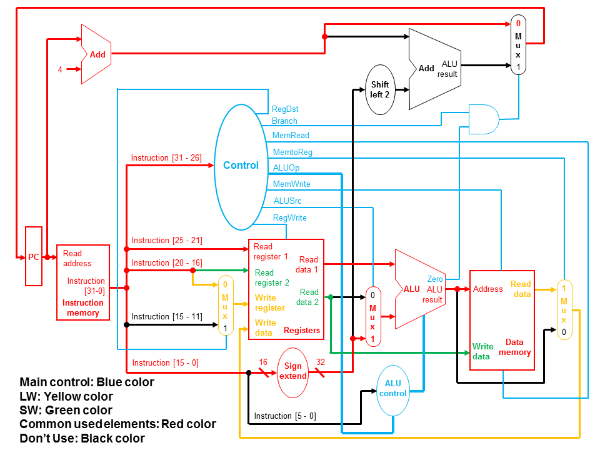 Add
4
Add
ALU
result
0
M
u
x
1
Shift
left 2
RegDst
Branch
MemRead
MemtoReg
ALUOp
MemWrite
ALUSrc
RegWrite
Control
Instruction [31 - 26]
Instruction [25 - 21]
Instruction [20 - 16]
Instruction [15 - 11]
Instruction [15 - 0]
PC
Read
address
Instruction
[31-0]
Instruction
memory
0
M
u
x
1
Read
register 1
Read
register 2
Write
register
Write
data
Read
data 1
Read
data 2
Registers
0
M
u
x
1
ALU
Zero
ALU
result
Address
Read
data
Write
data
Data
memory
1
M
u
x
0
16
Sign
extend
32
ALU
control
Instruction [5 - 0]
Main control: Blue color
LW: Yellow color
SW: Green color
Common used elements: Red color
Don't Use: Black color